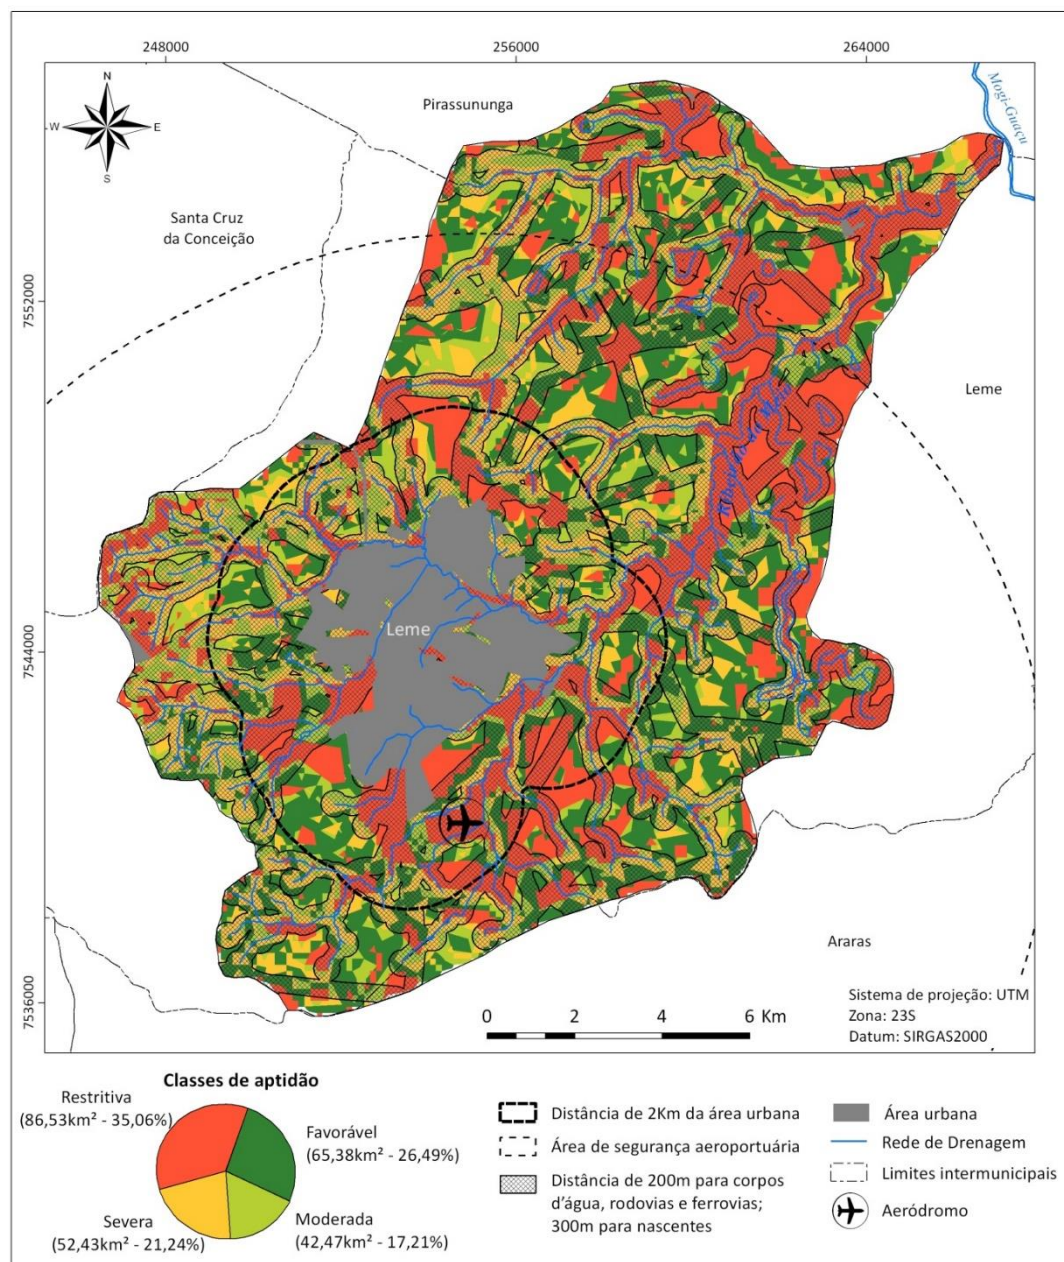 248000
256000
264000
N
W
E
S
Pirassununga
Mogi-Guaçu
Santa Cruz
da Conceição
7552000
Leme
Ribeirão do Meio
Leme
7544000
Araras
7536000
Sistema de projeção: UTM
Zona: 23S
Datum: SIRGAS2000
0 2 4 6 Km
Classes de aptidão
Restritiva
(86,53km² - 35,06%)
Favorável
(65,38km² - 26,49%)
Severa
(52,43km² - 21,24%)
Moderada
(42,47km² - 17,21%)
Distância de 2Km da área urbana
Área de segurança aeroportuária
Distância de 200m para corpos
d'água, rodovias e ferrovias;
300m para nascentes
Área urbana
Rede de Drenagem
Limites intermunicipais
Aeródromo